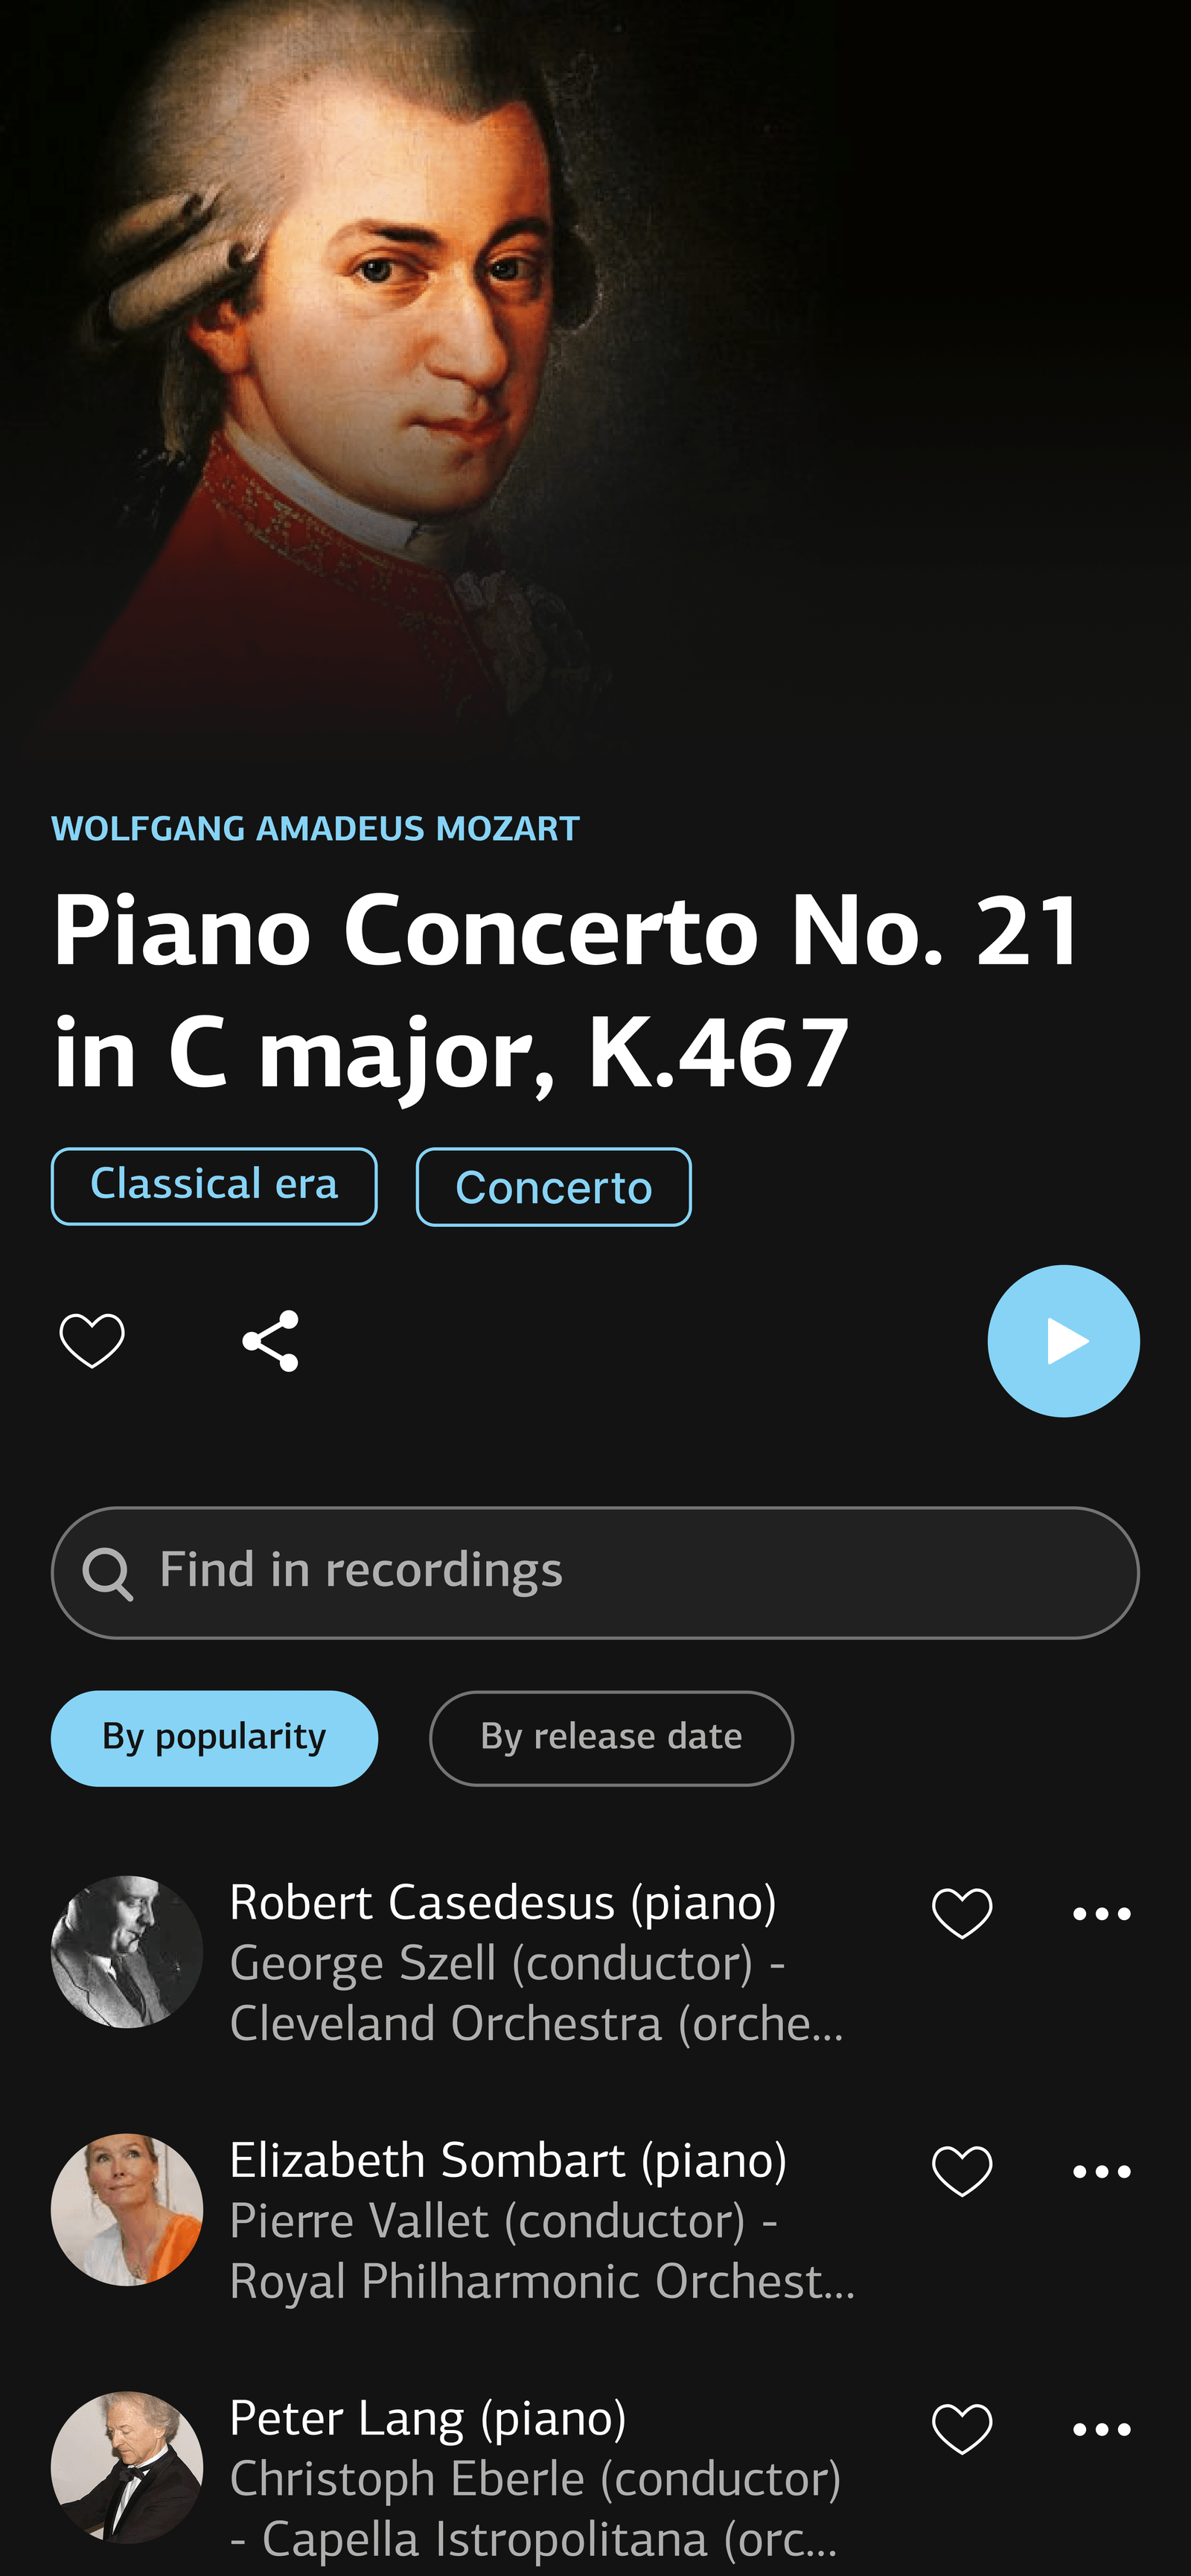 WOLFGANG AMADEUS MOZART
Piano Concerto No. 21
in C major, K.467
Classical era
Concerto
Find in recordings
By popularity
By release date
Robert Casedesus (piano)
George Szell (conductor) -
Cleveland Orchestra (orche...
Elizabeth Sombart (piano)
Pierre Vallet (conductor) -
Royal Philharmonic Orchest...
Peter Lang (piano)
Christoph Eberle (conductor)
- Capella Istropolitana (orc...